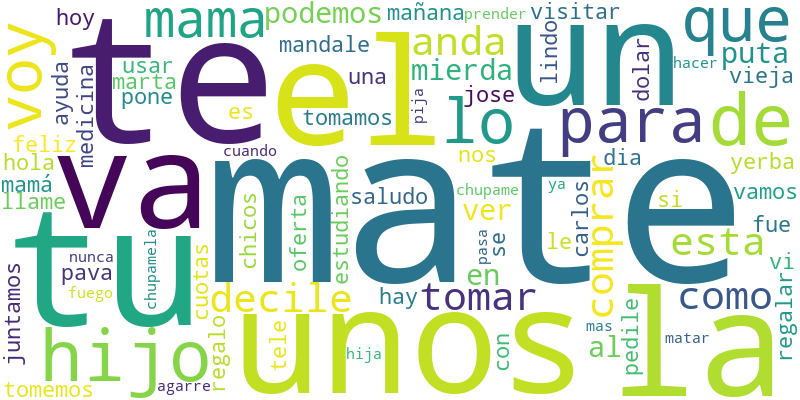 mate
te
el
un
que
tu
unos
la
va
hijo
voy
mama
lo
para
de
anda
mierda
puta
podemos
mañana
prender
visitar
hoy
mandale
usar
marta
pone
ayuda
medicina
una
tomamos
pija
jose
lindo
dolar
hacer
vieja
feliz
hola
mamá
llame
es
cuando
nos
chupame
ya
dia
yerba
vamos
si
fue
saludo
ver
se
pasa
le
carlos
comprar
esta
vi
regalar
como
en
tomar
hay
decile
estudiando
oferta
chicos
cuotas
regalo
tele
chupamela
nunca
pava
fuego
juntamos
tomemos
agarre
hija
con
al
mas
pedile
matar